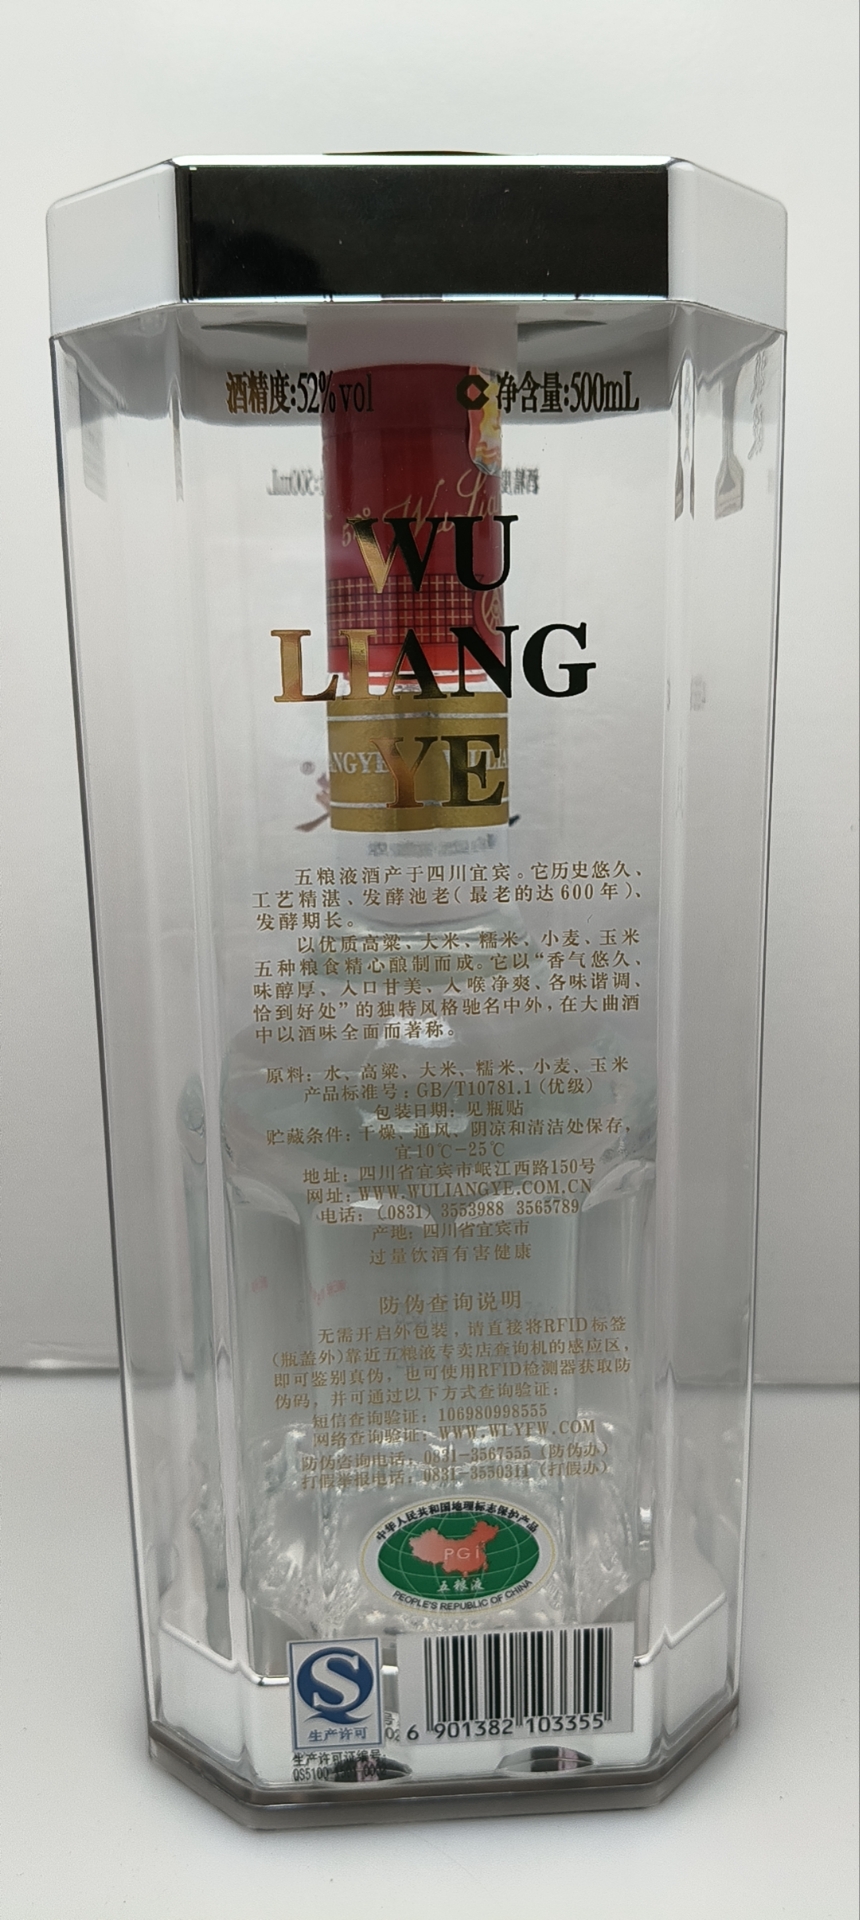 酒精度:52%vol
净含量:500mL
WU
LIANG
YE
五粮液酒产于四川宜宾。它历史悠久、
工艺精湛、发酵池老(最老的达600年)、
发酵期长。
以优质高粱、大米、糯米、小麦、玉米
五种粮食精心酿制而成。它以“香气悠久、
味醇厚、入口甘美、入喉净爽、各味谐调、
恰到好处”的独特风格驰名中外,在大曲酒
中以酒味全面而著称。
原料: 水、高粱、大米、糯米、小麦、玉米
产品标准号: GB/T10781.1(优级)
包装日期: 见瓶贴
贮藏条件: 干燥、通风、阴凉和清洁处保存,
宜10℃-25℃
地址: 四川省宜宾市岷江西路150号
网址: WWW.WULIANGYE.COM.CN
电话: (0831) 3553988 3565789
产地: 四川省宜宾市
过量饮酒有害健康
防伪查询说明
无需开启外包装,请直接将RFID标签
(瓶盖外)靠近五粮液专卖店查询机的感应区,
即可鉴别真伪,也可使用RFID检测器获取防
伪码,并可通过以下方式查询验证:
短信查询验证: 106980998555
网络查询验证: WWW.WLYFW.COM
防伪咨询电话: 0831-3567555 (防伪办)
打假举报电话: 0831-3550311 (打假办)
中华人民共和国地理标志保护产品
PGI
五粮液
PEOPLE'S REPUBLIC OF CHINA
S
生产许可
6 901382 103355
生产许可证编号:
QS5100